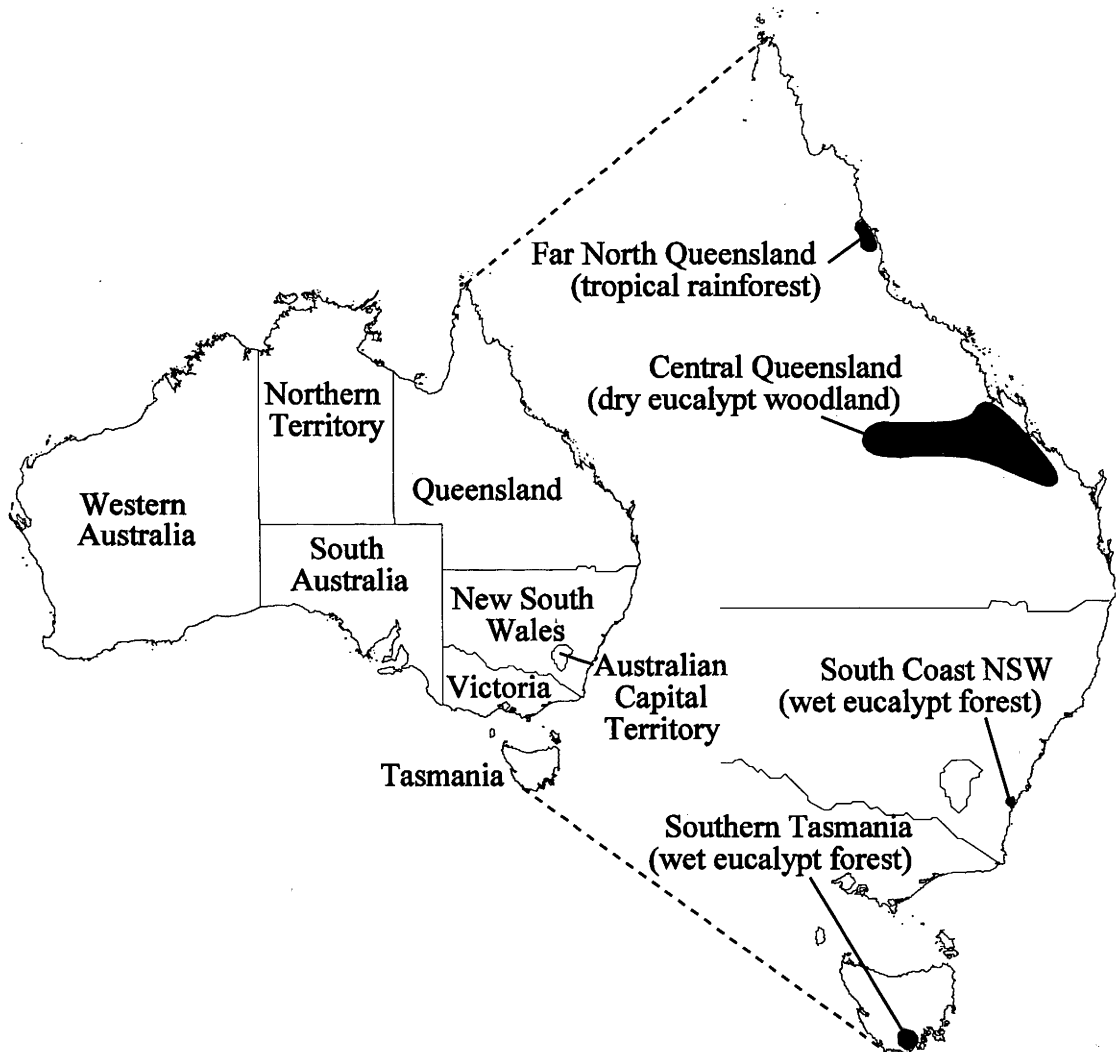 Far North Queensland
(tropical rainforest)
Central Queensland
(dry eucalypt woodland)
Northern
Territory
Queensland
Western
Australia
South
Australia
New South
Wales
Australian
Capital
Territory
Victoria
South Coast NSW
(wet eucalypt forest)
Tasmania
Southern Tasmania
(wet eucalypt forest)